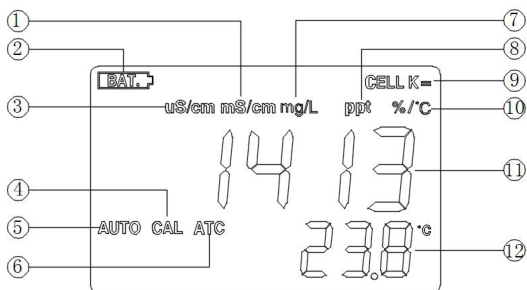 ① ⑦
② ⑧
BAT. CELL K= ⑨
③ uS/cm mS/cm mg/L ppt %/°C ⑩
1413 ⑪
④
⑤ AUTO CAL ATC °C
⑥ 23.8 ⑫